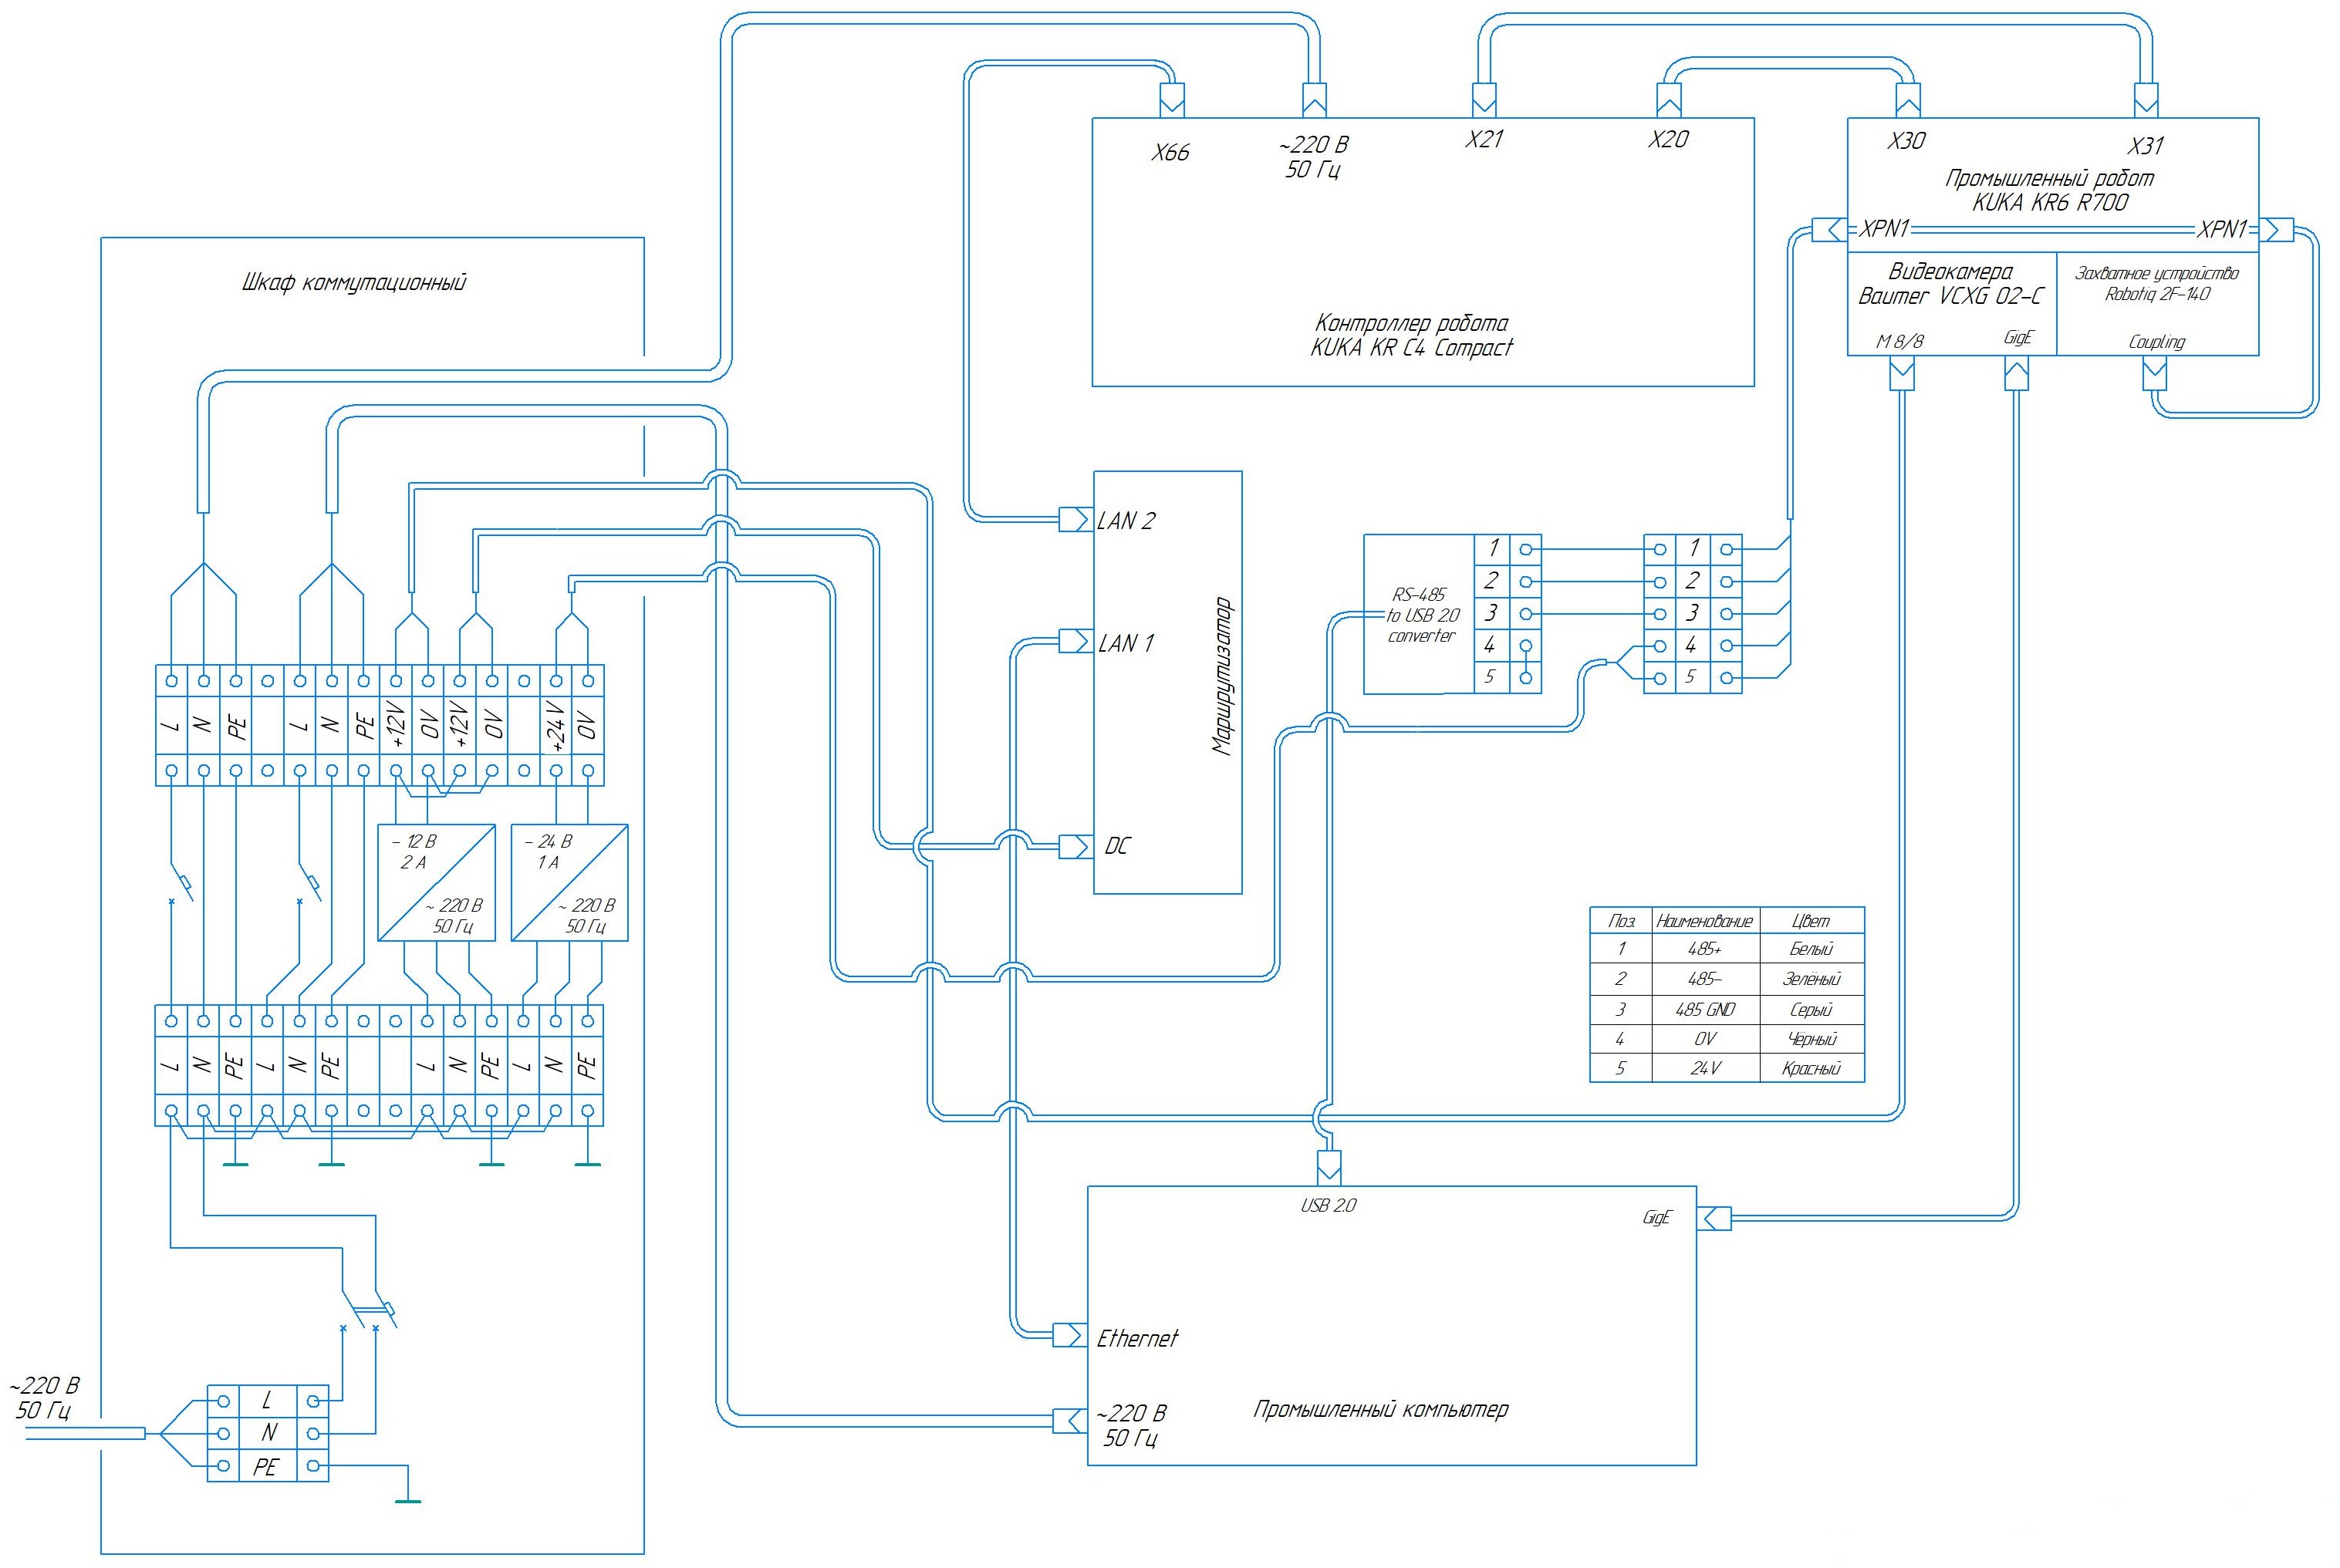 X66
~220 В
50 Гц
X21
X20
Контроллер робота
KUKA KR C4 Compact
X30
X31
Промышленный робот
KUKA KR6 R700
XPN1
XPN1
Видеокамера
Baumer VCXG 02-C
M 8//8
GigE
Захватное устройство
Robotiq 2F-140
Coupling
Шкаф коммутационный
L
N
PE
L
N
PE
+12V
0V
+12V
0V
+24V
0V
- 12 В
2 А
~ 220 В
50 Гц
- 24 В
1 А
~ 220 В
50 Гц
L
N
PE
L
N
PE
L
N
PE
L
N
PE
~220 В
50 Гц
L
N
PE
LAN 2
LAN 1
DC
Маршрутизатор
RS-485
to USB 2.0
converter
1
2
3
4
5
1
2
3
4
5
Поз. Наименование Цвет
1 485+ Белый
2 485- Зелёный
3 485 GND Серый
4 0V Чёрный
5 24V Красный
USB 2.0
GigE
Ethernet
~220 В
50 Гц
Промышленный компьютер